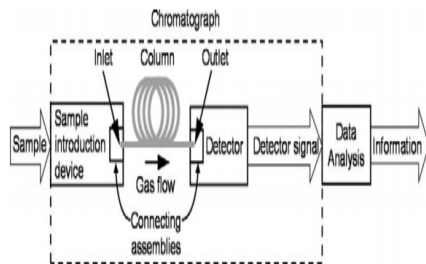 Chromatograph
Inlet
Column
Outlet
Sample
Sample
introduction
device
Gas flow
Detector
Detector signal
Data
Analysis
Information
Connecting
assemblies